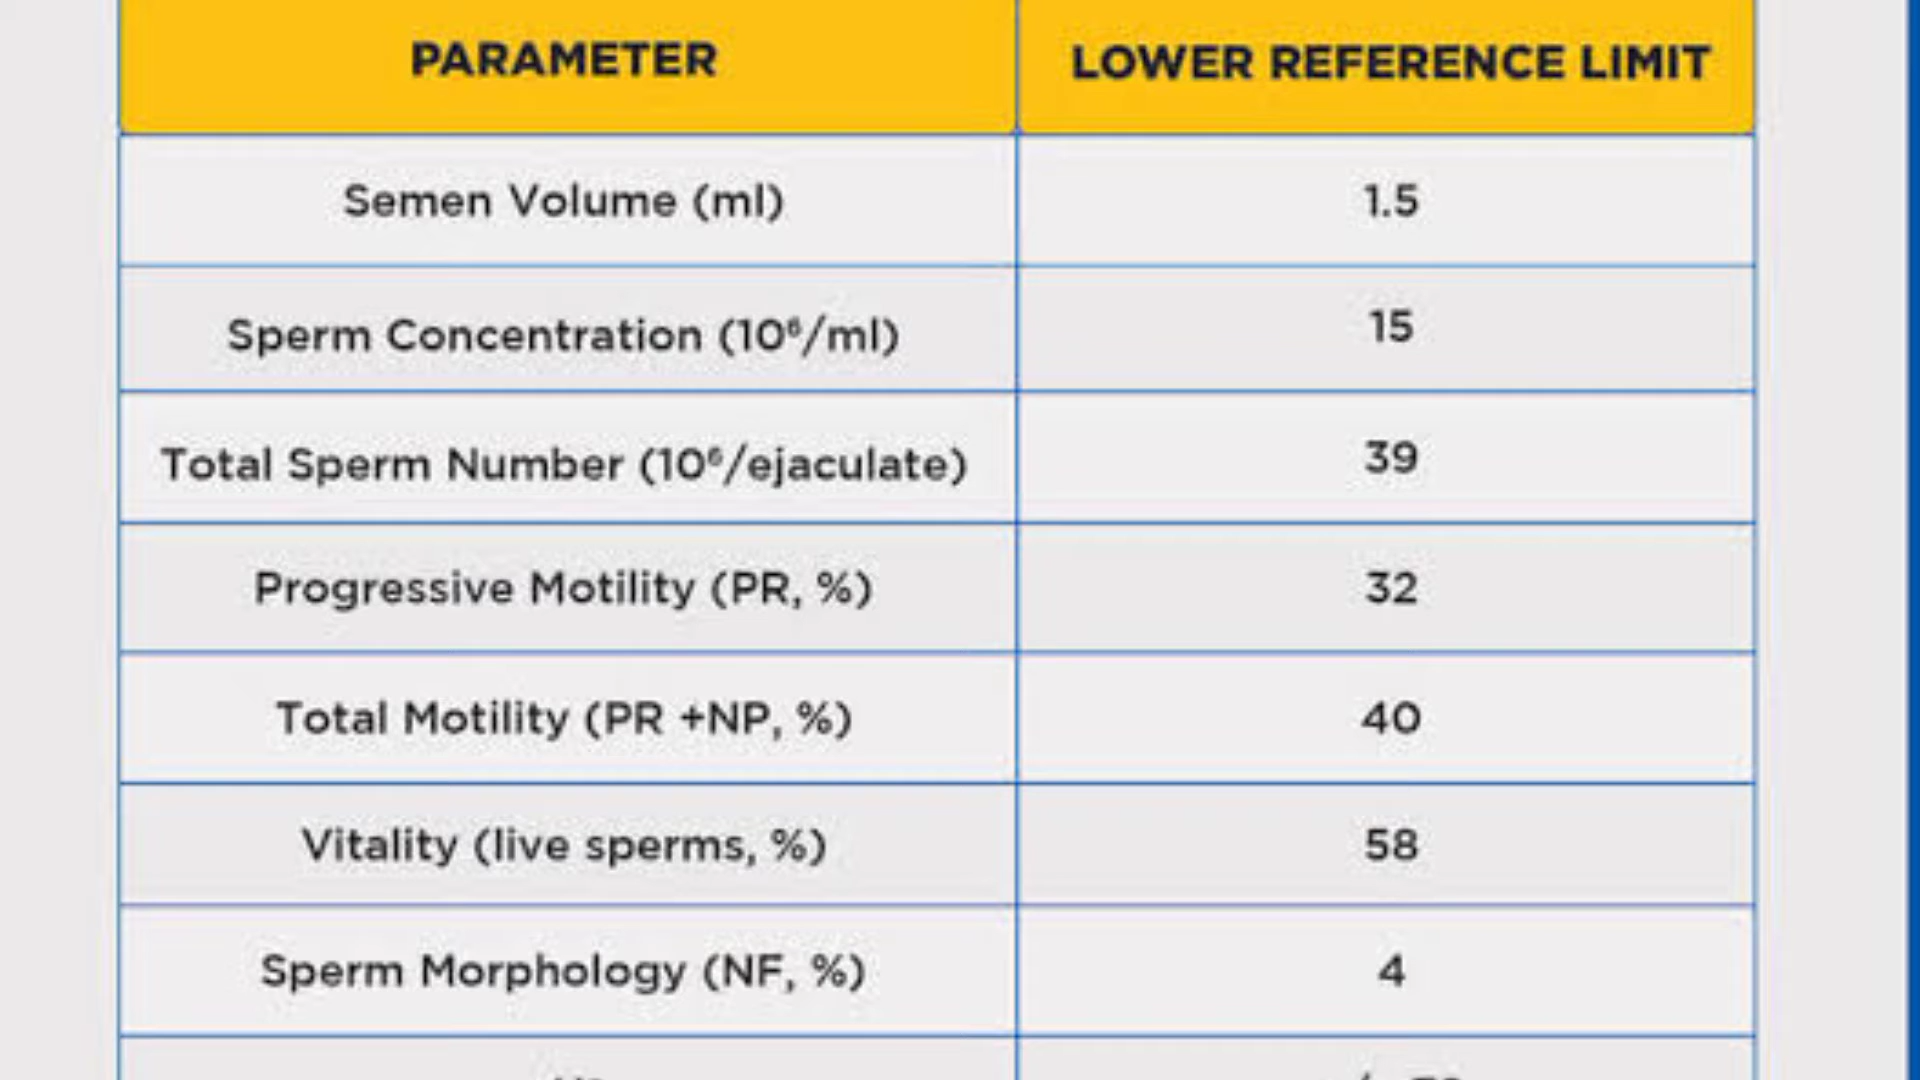 PARAMETER LOWER REFERENCE LIMIT
Semen Volume (ml) 1.5
Sperm Concentration (10⁶/ml) 15
Total Sperm Number (10⁶/ejaculate) 39
Progressive Motility (PR, %) 32
Total Motility (PR +NP, %) 40
Vitality (live sperms, %) 58
Sperm Morphology (NF, %) 4